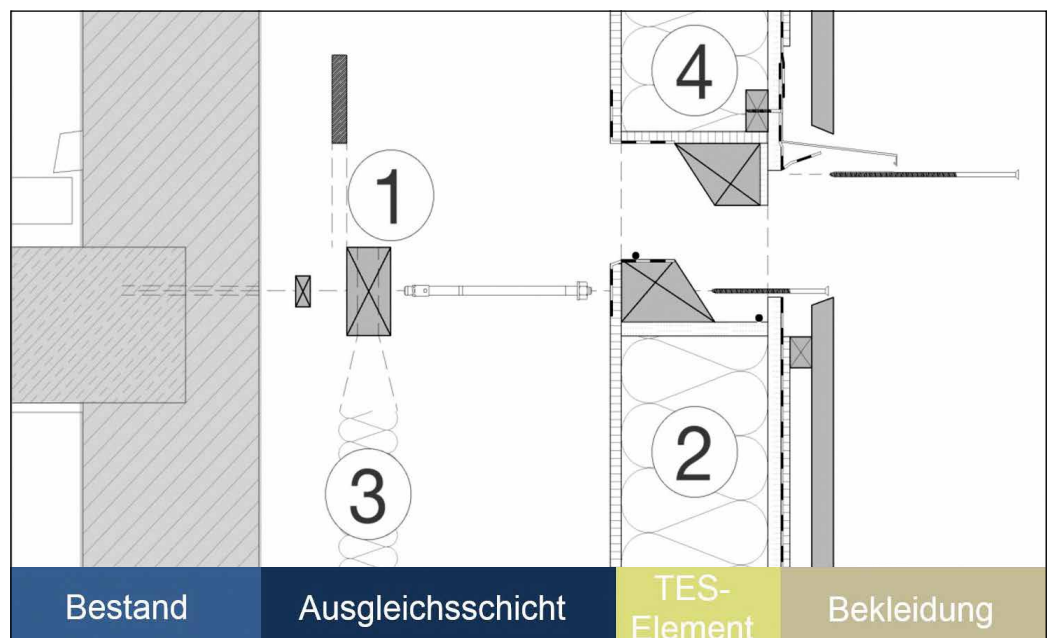 4
1
2
3
Bestand
Ausgleichsschicht
TES-
Element
Bekleidung